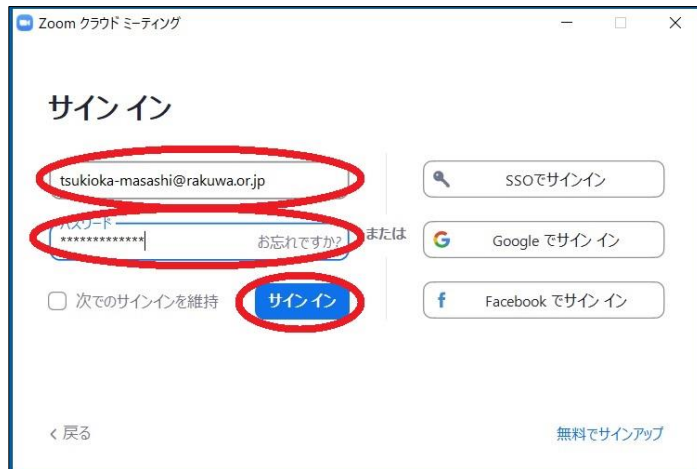 Zoom クラウド ミーティング
サイン イン
tsukioka-masashi@rakuwa.or.jp
パスワード
*************
お忘れですか?
次でのサインインを維持
サイン イン
または
SSOでサインイン
Google でサイン イン
Facebook でサイン イン
戻る
無料でサインアップ